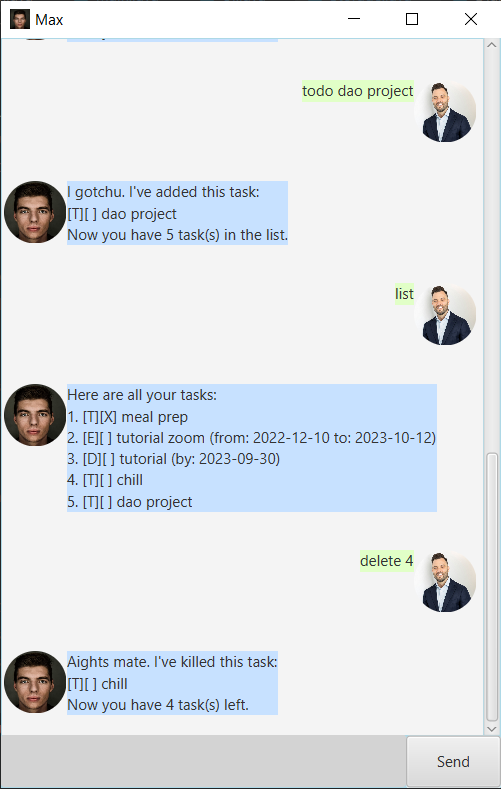 Max
todo dao project
I gotchu. I've added this task:
[T][ ] dao project
Now you have 5 task(s) in the list.
list
Here are all your tasks:
1. [T][X] meal prep
2. [E][ ] tutorial zoom (from: 2022-12-10 to: 2023-10-12)
3. [D][ ] tutorial (by: 2023-09-30)
4. [T][ ] chill
5. [T][ ] dao project
delete 4
Aights mate. I've killed this task:
[T][ ] chill
Now you have 4 task(s) left.
Send